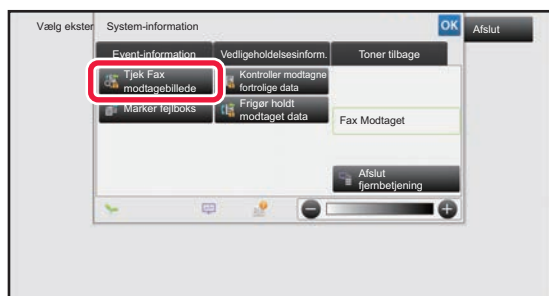 Vælg ekster
System-information
OK
Afslut
Event-information
Vedligeholdelsesinform.
Toner tilbage
Tjek Fax
modtagebillede
Kontroller modtagne
fortrolige data
Marker fejlboks
Frigør holdt
modtaget data
Fax Modtaget
Afslut
fjernbetjening